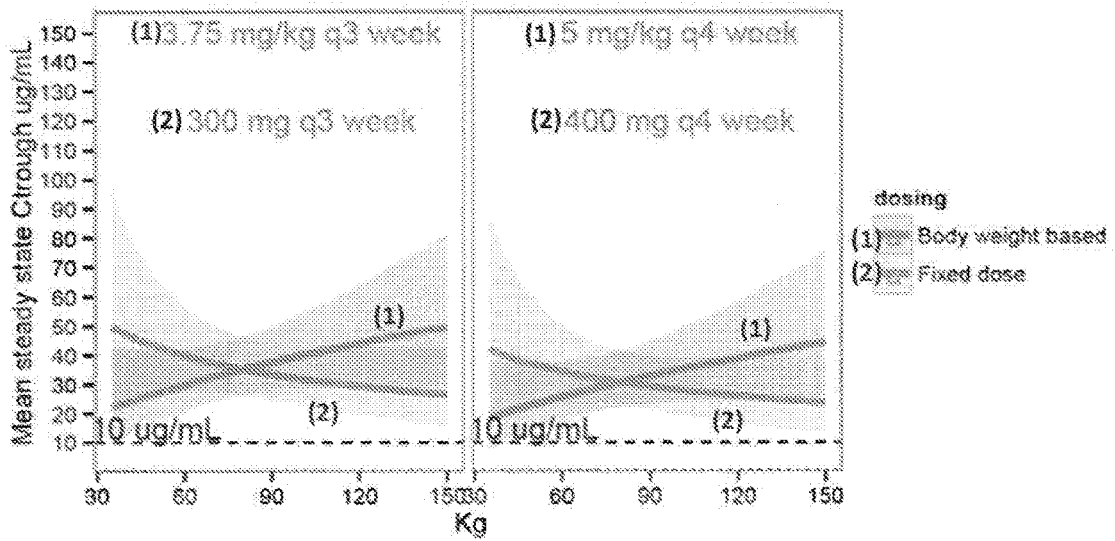 (1)3.75 mg/kg q3 week
(2) 300 mg q3 week
(1) 5 mg/kg q4 week
(2) 400 mg q4 week
Mean steady state Ctrough ug/mL
150
140
130
120
110
100
90
80
70
60
50
40
30
20
10
(1)
(2)
10 µg/mL
(1)
(2)
10 µg/mL
30 60 90 120 150
30 60 90 120 150
Kg
dosing
(1) Body weight based
(2) Fixed dose